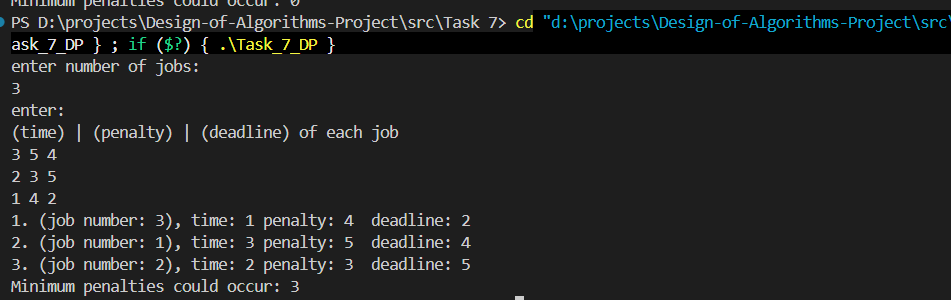 Minimum penalties could occur: 0
PS D:\projects\Design-of-Algorithms-Project\src\Task 7> cd "d:\projects\Design-of-Algorithms-Project\src\
ask_7_DP } ; if ($?) { .\Task_7_DP }
enter number of jobs:
3
enter:
(time) | (penalty) | (deadline) of each job
3 5 4
2 3 5
1 4 2
1. (job number: 3), time: 1 penalty: 4  deadline: 2
2. (job number: 1), time: 3 penalty: 5  deadline: 4
3. (job number: 2), time: 2 penalty: 3  deadline: 5
Minimum penalties could occur: 3